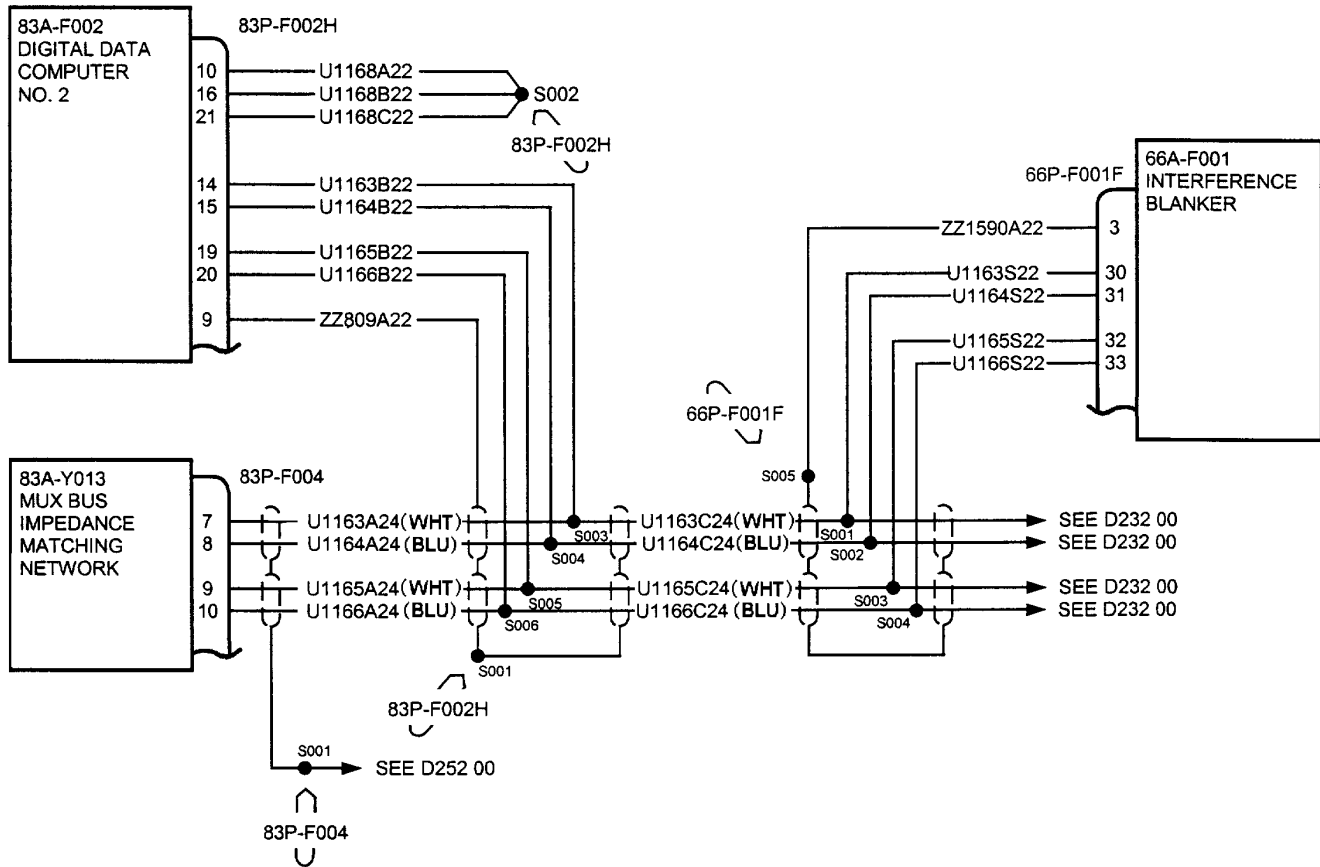 83A-F002
DIGITAL DATA
COMPUTER
NO. 2
83P-F002H
10 U1168A22
16 U1168B22
21 U1168C22
S002
83P-F002H
14 U1163B22
15 U1164B22
19 U1165B22
20 U1166B22
9 ZZ809A22
66A-F001
INTERFERENCE
BLANKER
66P-F001F
ZZ1590A22 3
U1163S22 30
U1164S22 31
U1165S22 32
U1166S22 33
66P-F001F
S005
83A-Y013
MUX BUS
IMPEDANCE
MATCHING
NETWORK
83P-F004
7 U1163A24(WHT) S003 U1163C24(WHT) S001 SEE D232 00
8 U1164A24(BLU) S004 U1164C24(BLU) S002 SEE D232 00
9 U1165A24(WHT) S005 U1165C24(WHT) S003 SEE D232 00
10 U1166A24(BLU) S006 U1166C24 (BLU) S004 SEE D232 00
S001
83P-F002H
S001
SEE D252 00
83P-F004